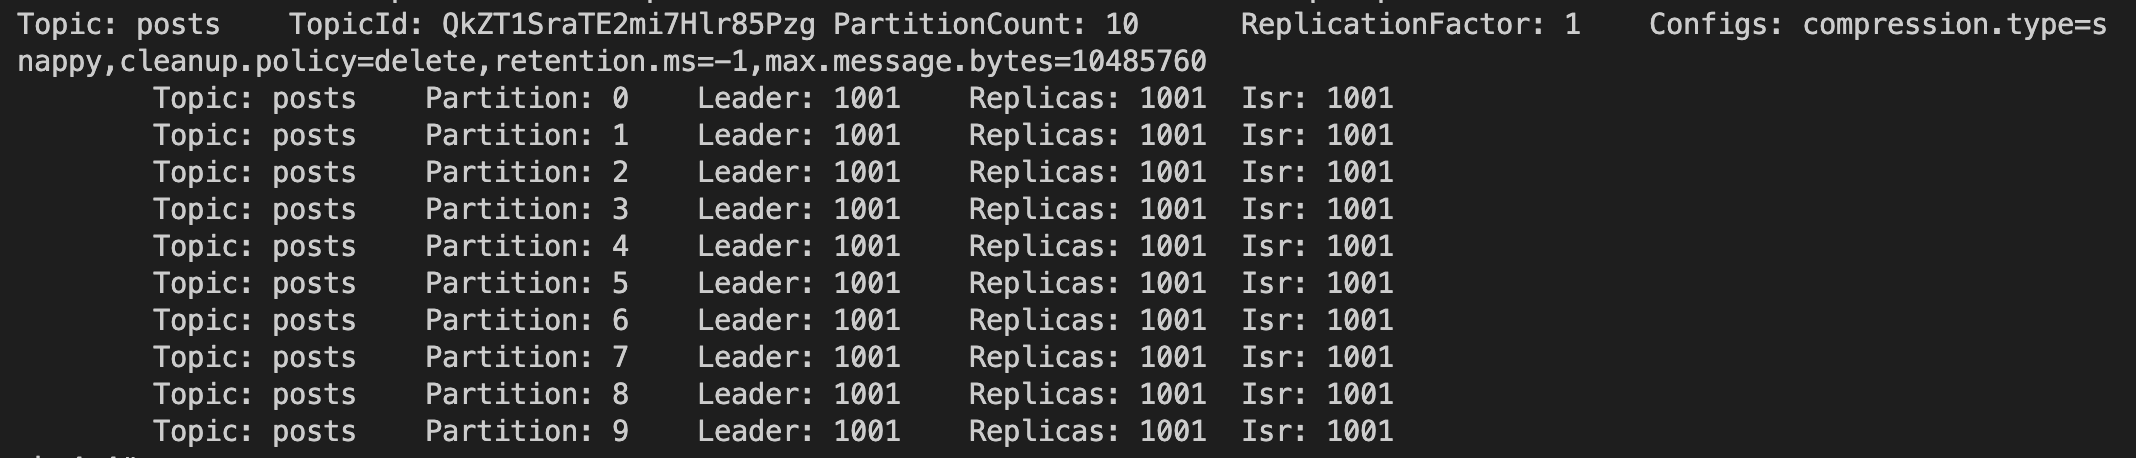 Topic: posts    TopicId: QkZT1SraTE2mi7Hlr85Pzg PartitionCount: 10      ReplicationFactor: 1    Configs: compression.type=s
nappy,cleanup.policy=delete,retention.ms=-1,max.message.bytes=10485760
        Topic: posts    Partition: 0    Leader: 1001    Replicas: 1001  Isr: 1001
        Topic: posts    Partition: 1    Leader: 1001    Replicas: 1001  Isr: 1001
        Topic: posts    Partition: 2    Leader: 1001    Replicas: 1001  Isr: 1001
        Topic: posts    Partition: 3    Leader: 1001    Replicas: 1001  Isr: 1001
        Topic: posts    Partition: 4    Leader: 1001    Replicas: 1001  Isr: 1001
        Topic: posts    Partition: 5    Leader: 1001    Replicas: 1001  Isr: 1001
        Topic: posts    Partition: 6    Leader: 1001    Replicas: 1001  Isr: 1001
        Topic: posts    Partition: 7    Leader: 1001    Replicas: 1001  Isr: 1001
        Topic: posts    Partition: 8    Leader: 1001    Replicas: 1001  Isr: 1001
        Topic: posts    Partition: 9    Leader: 1001    Replicas: 1001  Isr: 1001